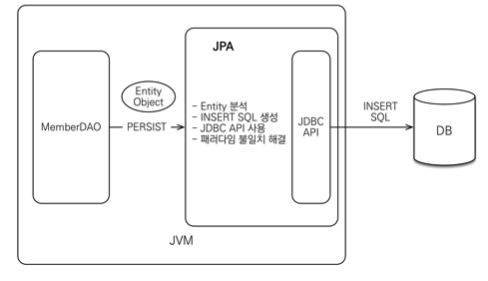 JPA
Entity
Object
MemberDAO
PERSIST
- Entity 분석
- INSERT SQL 생성
- JDBC API 사용
- 패러다임 불일치 해결
JDBC
API
INSERT
SQL
DB
JVM